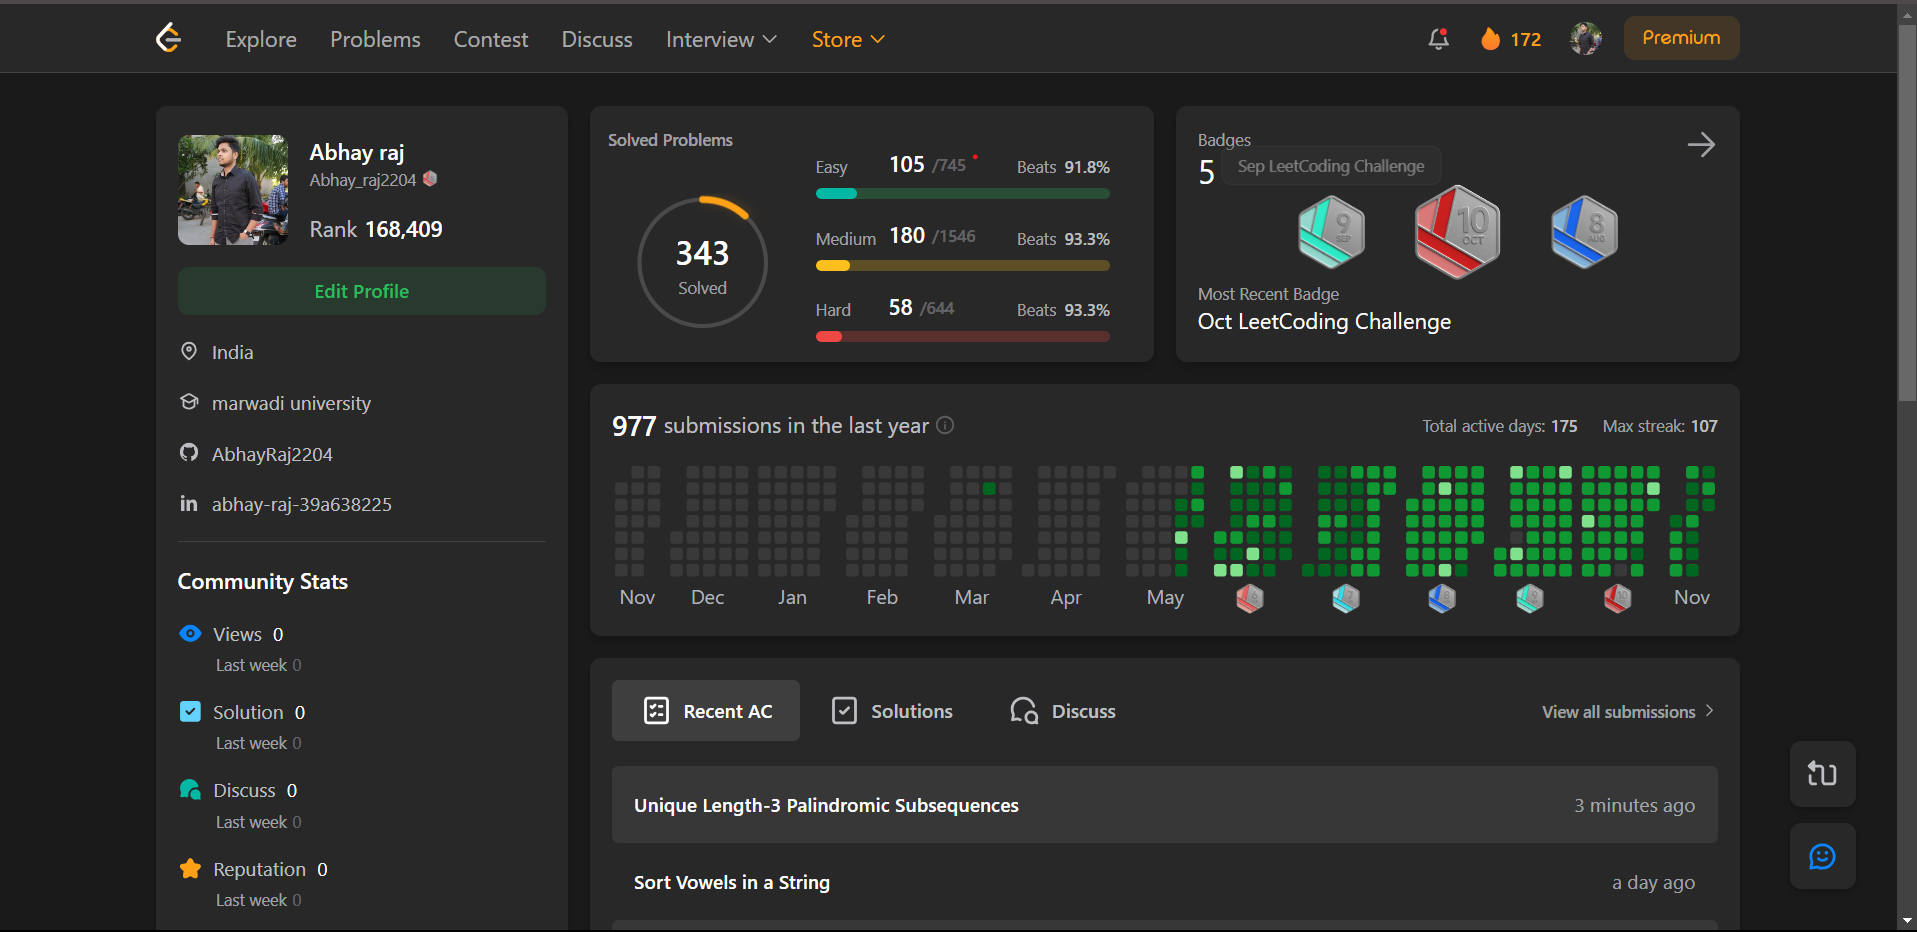 Explore Problems Contest Discuss Interview Store 172 Premium
Abhay raj
Abhay_raj2204
Rank 168,409
Edit Profile
India
marwadi university
AbhayRaj2204
abhay-raj-39a638225
Community Stats
Views 0
Last week 0
Solution 0
Last week 0
Discuss 0
Last week 0
Reputation 0
Last week 0
Solved Problems
343
Solved
Easy 105 /745 Beats 91.8%
Medium 180 /1546 Beats 93.3%
Hard 58 /644 Beats 93.3%
Badges
5
Sep LeetCoding Challenge
9 SEP
10 OCT
8 AUG
Most Recent Badge
Oct LeetCoding Challenge
977 submissions in the last year
Total active days: 175 Max streak: 107
Nov Dec Jan Feb Mar Apr May Nov
Recent AC Solutions Discuss View all submissions
Unique Length-3 Palindromic Subsequences 3 minutes ago
Sort Vowels in a String a day ago